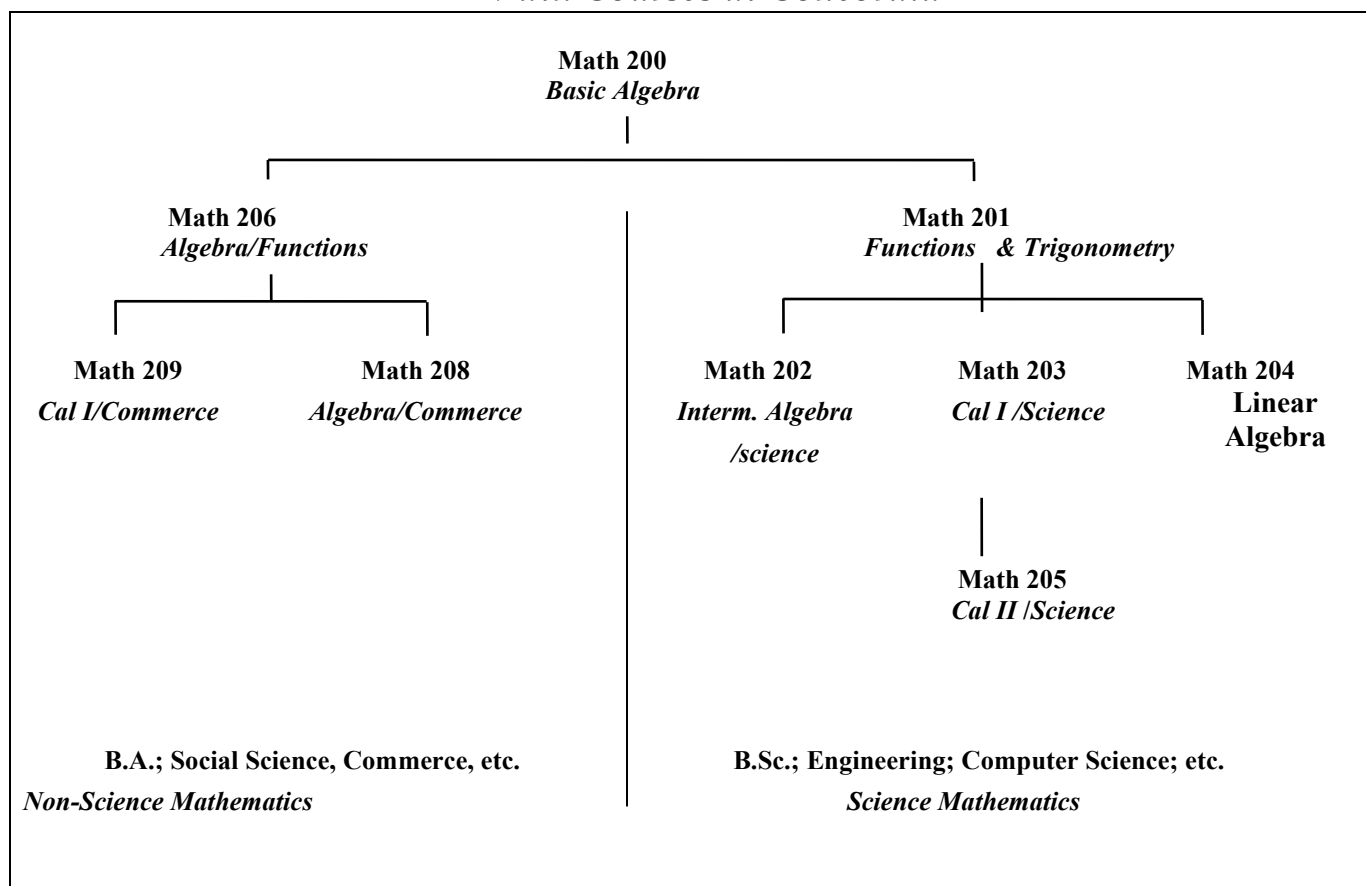 Math 200
Basic Algebra
Math 206
Algebra/Functions
Math 201
Functions & Trigonometry
Math 209
Cal I/Commerce
Math 208
Algebra/Commerce
Math 202
Interm. Algebra
/science
Math 203
Cal I /Science
Math 204
Linear
Algebra
Math 205
Cal II /Science
B.A.; Social Science, Commerce, etc.
Non-Science Mathematics
B.Sc.; Engineering; Computer Science; etc.
Science Mathematics